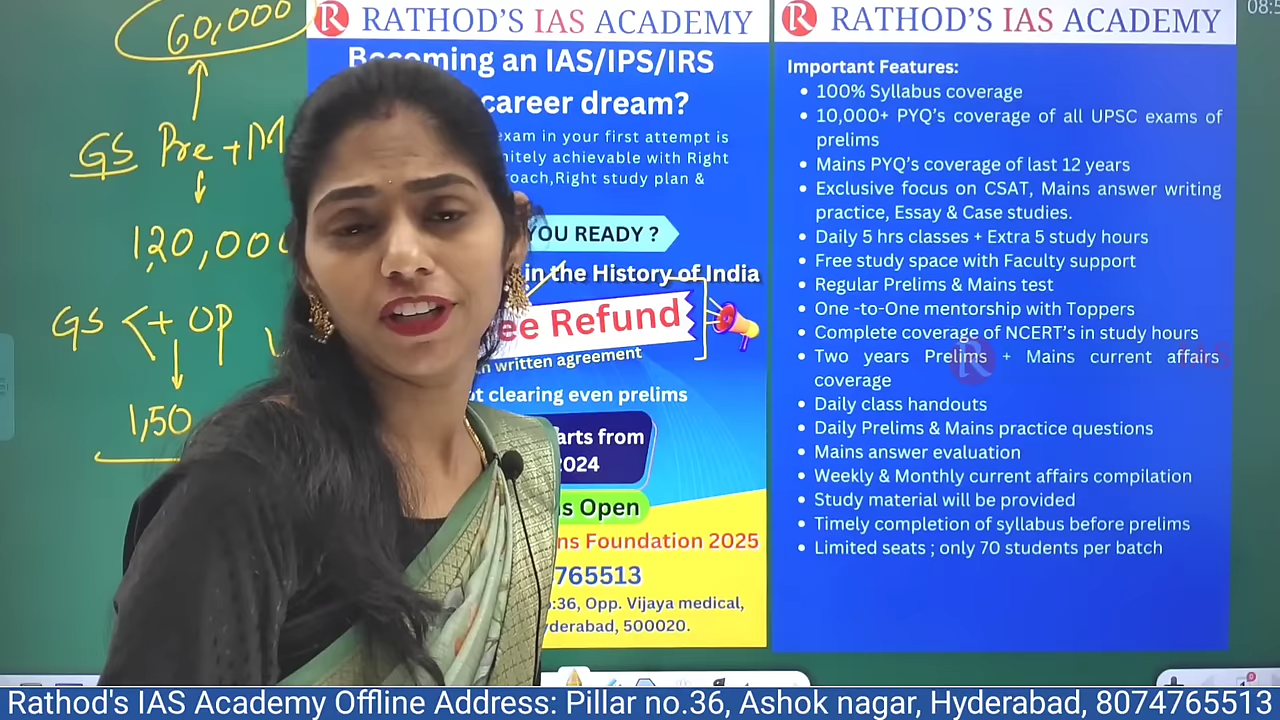 60,000
GS Pre + M
120,000
GS + OP
1,50
RATHOD'S IAS ACADEMY
Becoming an IAS/IPS/IRS
career dream?
exam in your first attempt is
achievable with Right
,Right study plan &
YOU READY ?
in the History of India
Refund
written agreement
clearing even prelims
from
2024
Open
Foundation 2025
765513
:36, Opp. Vijaya medical,
500020.
R RATHOD'S IAS ACADEMY
Important Features:
• 100% Syllabus coverage
• 10,000+ PYQ's coverage of all UPSC exams of
prelims
• Mains PYQ's coverage of last 12 years
• Exclusive focus on CSAT, Mains answer writing
practice, Essay & Case studies.
• Daily 5 hrs classes + Extra 5 study hours
• Free study space with Faculty support
• Regular Prelims & Mains test
• One -to-One mentorship with Toppers
• Complete coverage of NCERT's in study hours
• Two years Prelims + Mains current affairs
coverage
• Daily class handouts
• Daily Prelims & Mains practice questions
• Mains answer evaluation
• Weekly & Monthly current affairs compilation
• Study material will be provided
• Timely completion of syllabus before prelims
• Limited seats ; only 70 students per batch
R IAS
Rathod's IAS Academy Offline Address: Pillar no.36, Ashok nagar, Hyderabad, 8074765513